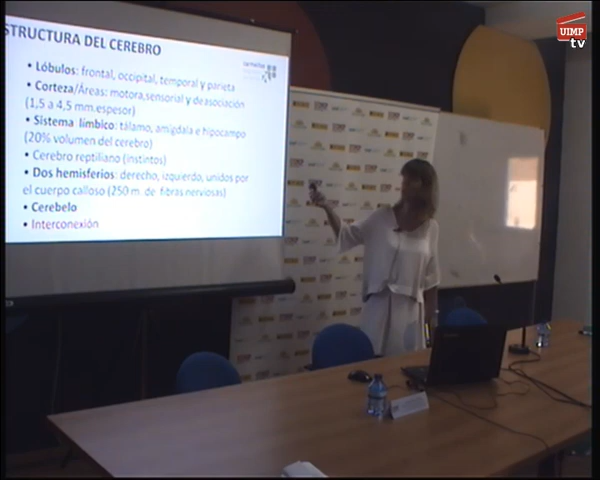 STRUCTURA DEL CEREBRO
• Lóbulos: frontal, occipital, temporal y parieta
• Corteza/Áreas: motora,sensorial y de asociación
(1,5 a 4,5 mm.espesor)
• Sistema límbico: tálamo, amígdala e hipocampo
(20% volumen del cerebro)
• Cerebro reptiliano (instintos)
• Dos hemisferios: derecho, izquierdo, unidos por
el cuerpo calloso (250 m. de fibras nerviosas)
• Cerebelo
• Interconexión
UIMP
tv